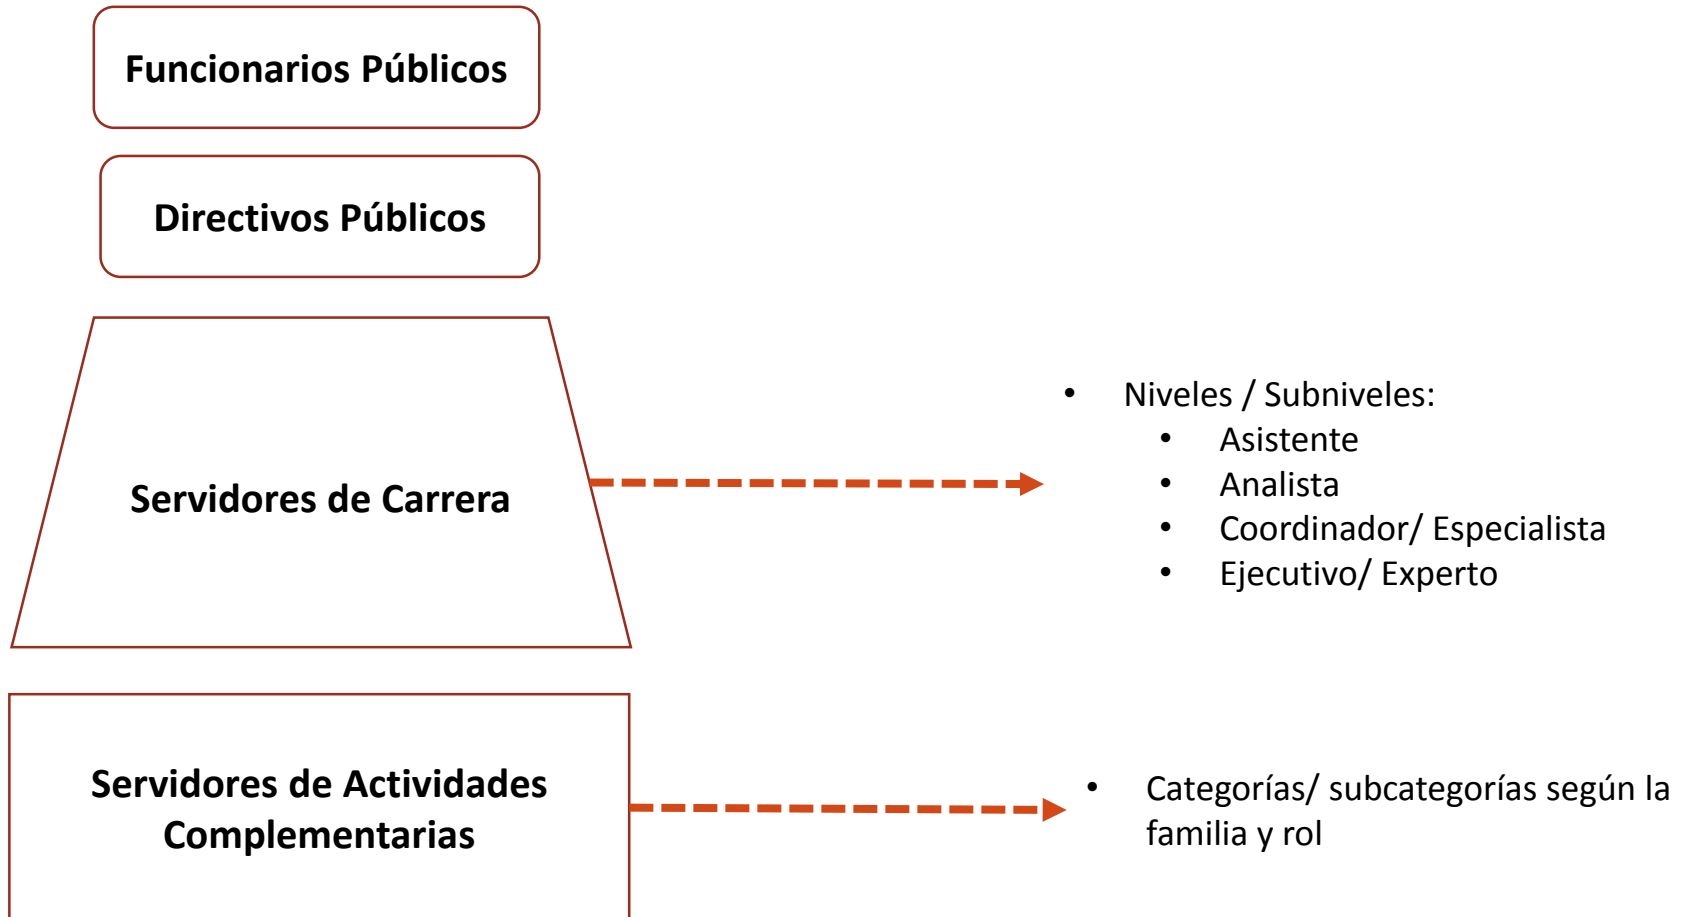 Funcionarios Públicos
Directivos Públicos
Servidores de Carrera
• Niveles / Subniveles:
• Asistente
• Analista
• Coordinador/ Especialista
• Ejecutivo/ Experto
Servidores de Actividades
Complementarias
• Categorías/ subcategorías según la
familia y rol